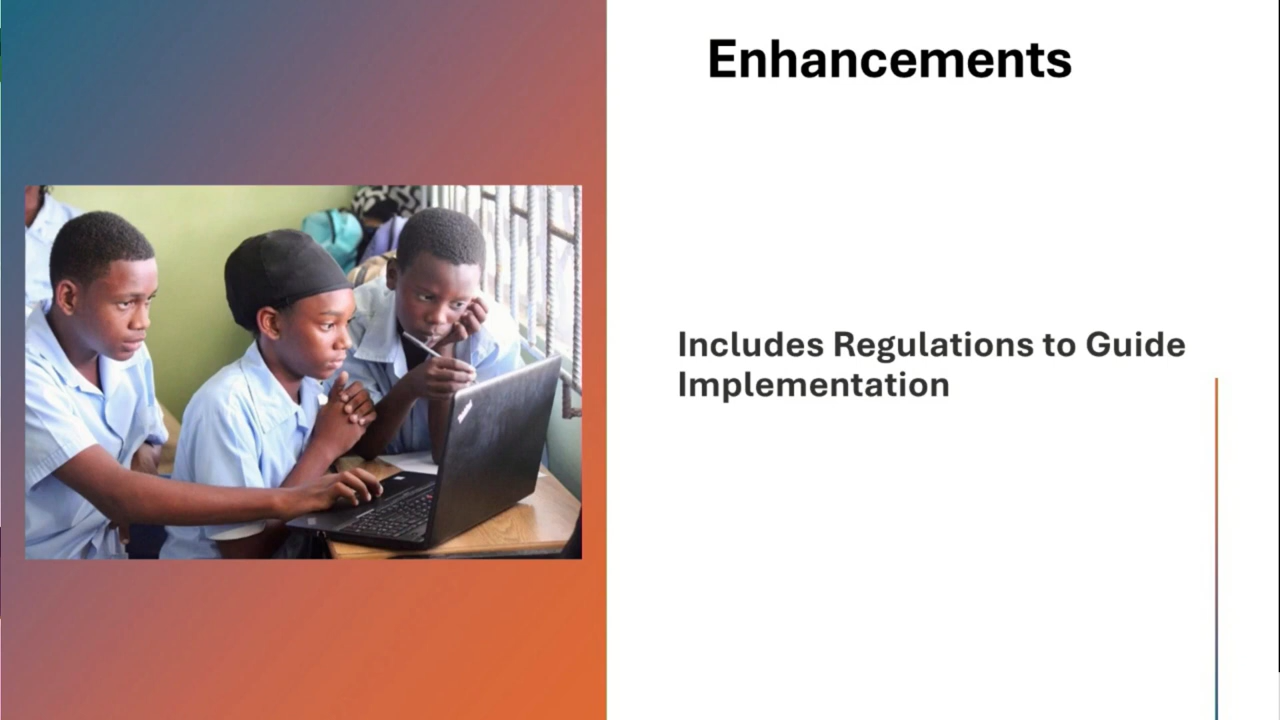 Enhancements
Includes Regulations to Guide
Implementation